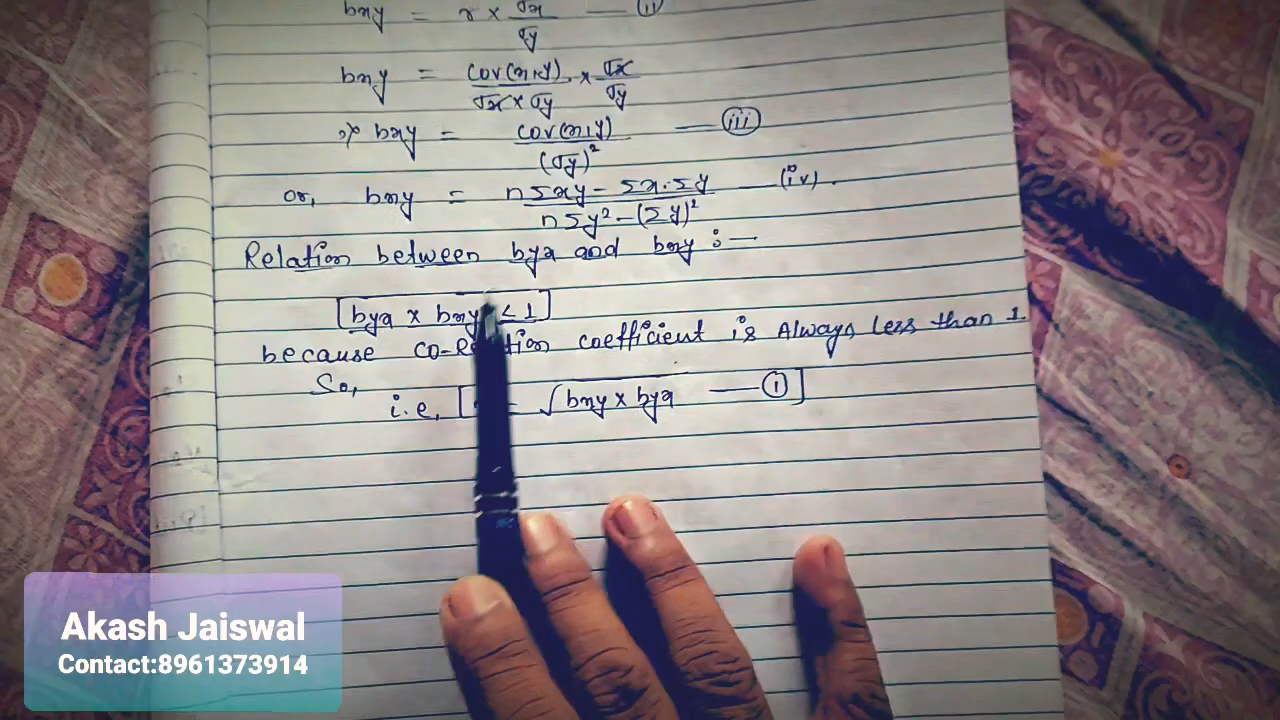 bxy = r × σx/σy —— (ii)
bxy = cov(x,y)/σx×σy × σx/σy
bxy = cov(x,y)/(σy)² —— (iii)
or, bxy = nΣxy - Σx.Σy/nΣy² - (Σy)² —— (iv).
Relation between byx and bxy :—
[byx × bxy < 1]
because co-relation coefficient is Always less than 1
So,
i.e, [ = √bxy × byx —— (1)]
Akash Jaiswal
Contact:8961373914